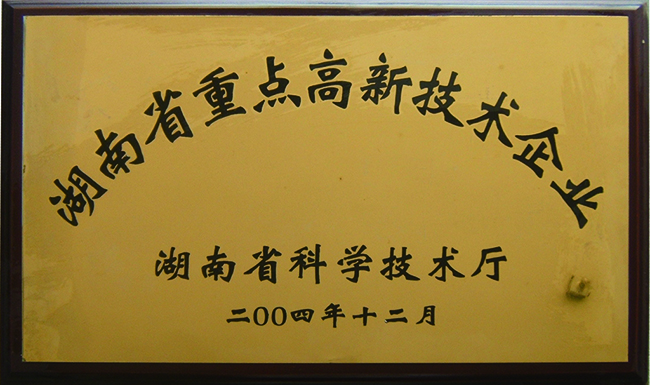 湖南省重点高新技术企业
湖南省科学技术厅
二00四年十二月